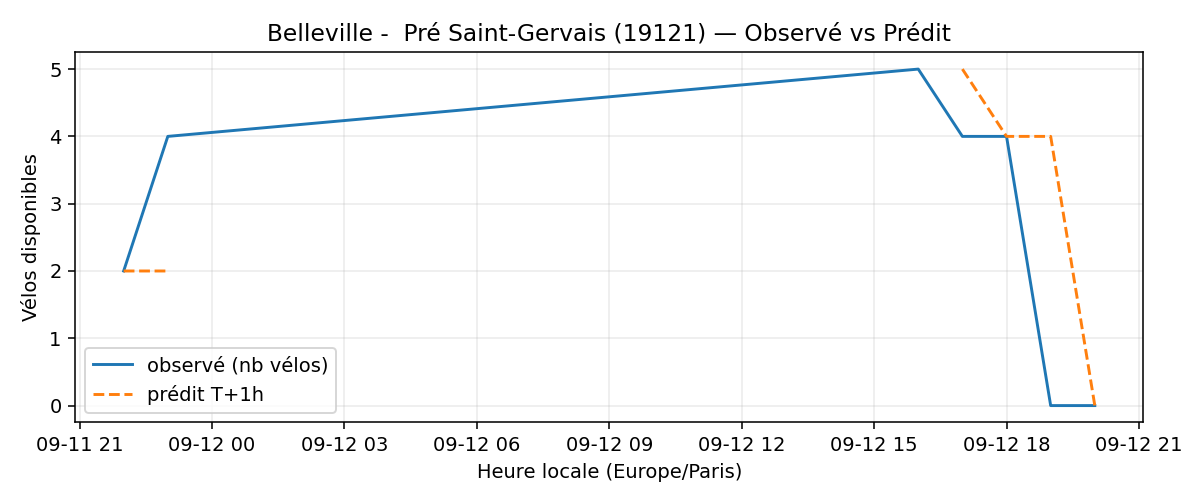 Belleville -  Pré Saint-Gervais (19121) — Observé vs Prédit
Vélos disponibles
5
4
3
2
1
0
observé (nb vélos)
prédit T+1h
09-11 21 09-12 00 09-12 03 09-12 06 09-12 09 09-12 12 09-12 15 09-12 18 09-12 21
Heure locale (Europe/Paris)